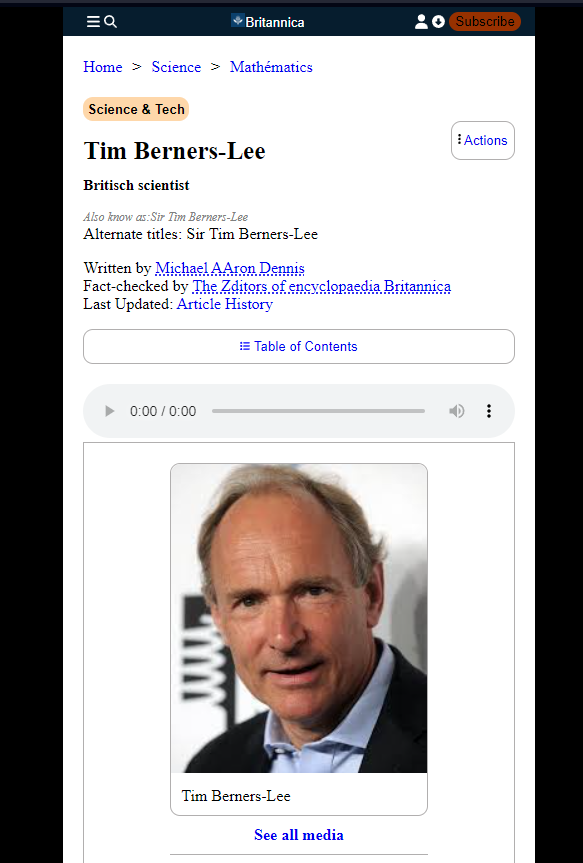 Britannica Subscribe
Home > Science > Mathématics
Science & Tech
Tim Berners-Lee
Actions
Britisch scientist
Also know as:Sir Tim Berners-Lee
Alternate titles: Sir Tim Berners-Lee
Written by Michael AAron Dennis
Fact-checked by The Zditors of encyclopaedia Britannica
Last Updated: Article History
Table of Contents
0:00 / 0:00
Tim Berners-Lee
See all media